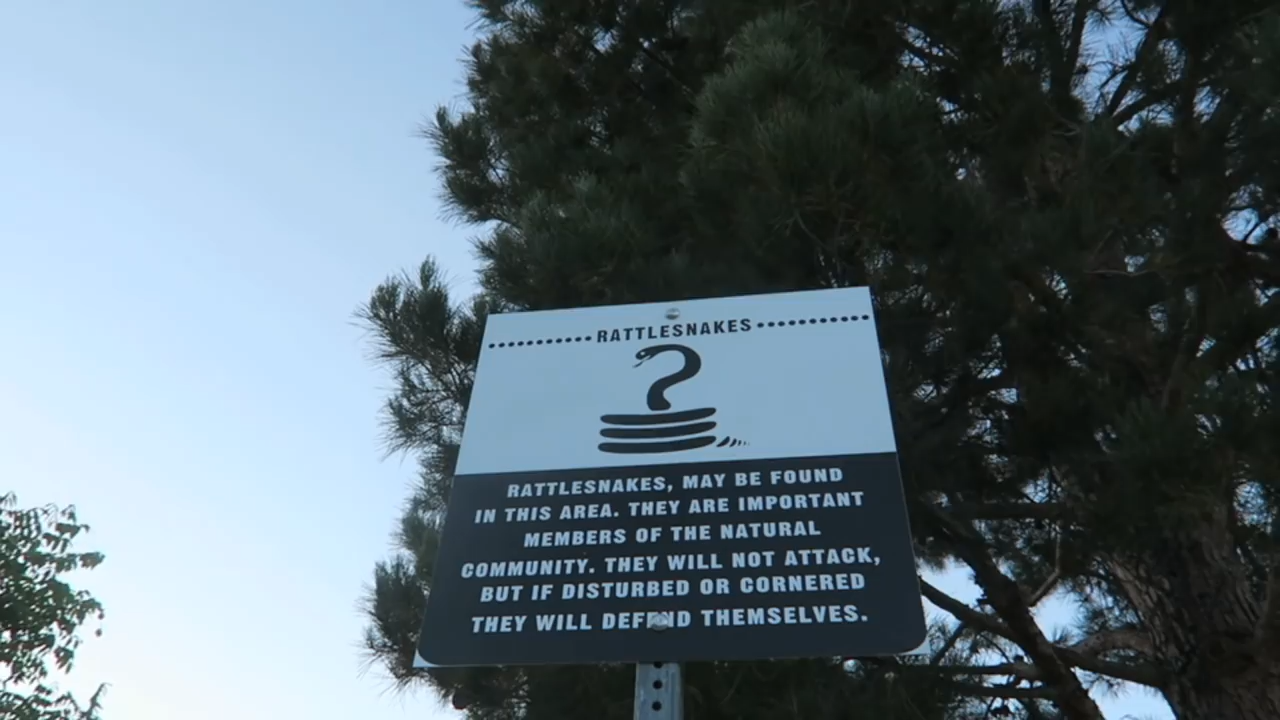 RATTLESNAKES
RATTLESNAKES, MAY BE FOUND
IN THIS AREA. THEY ARE IMPORTANT
MEMBERS OF THE NATURAL
COMMUNITY. THEY WILL NOT ATTACK,
BUT IF DISTURBED OR CORNERED
THEY WILL DEFEND THEMSELVES.